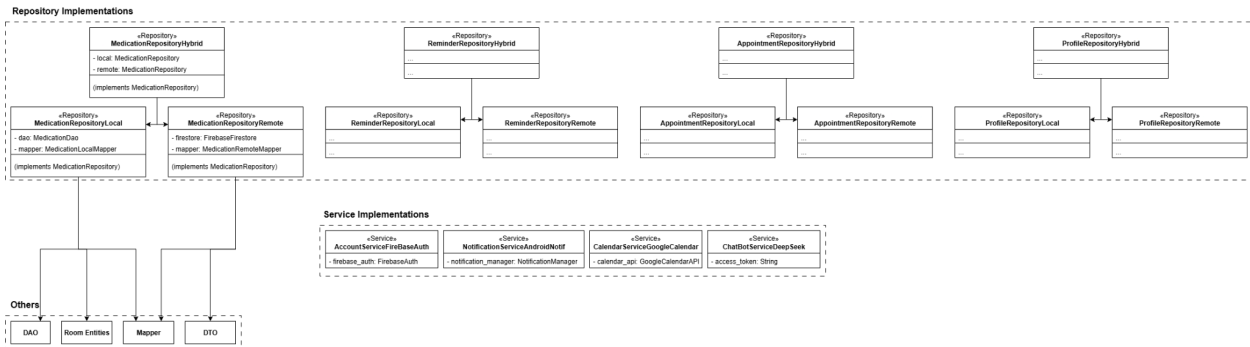 Repository Implementations
«Repository»
MedicationRepositoryHybrid
- local: MedicationRepository
- remote: MedicationRepository
(implements MedicationRepository)
«Repository»
ReminderRepositoryHybrid
...
...
«Repository»
AppointmentRepositoryHybrid
...
...
«Repository»
ProfileRepositoryHybrid
...
...
«Repository»
MedicationRepositoryLocal
- dao: MedicationDao
- mapper: MedicationLocalMapper
(implements MedicationRepository)
«Repository»
MedicationRepositoryRemote
- firestore: FirebaseFirestore
- mapper: MedicationRemoteMapper
(implements MedicationRepository)
«Repository»
ReminderRepositoryLocal
...
...
«Repository»
ReminderRepositoryRemote
...
...
«Repository»
AppointmentRepositoryLocal
...
...
«Repository»
AppointmentRepositoryRemote
...
...
«Repository»
ProfileRepositoryLocal
...
...
«Repository»
ProfileRepositoryRemote
...
...
Service Implementations
«Service»
AccountServiceFireBaseAuth
- firebase_auth: FirebaseAuth
«Service»
NotificationServiceAndroidNotif
- notification_manager: NotificationManager
«Service»
CalendarServiceGoogleCalendar
- calendar_api: GoogleCalendarAPI
«Service»
ChatBotServiceDeepSeek
- access_token: String
Others
DAO
Room Entities
Mapper
DTO